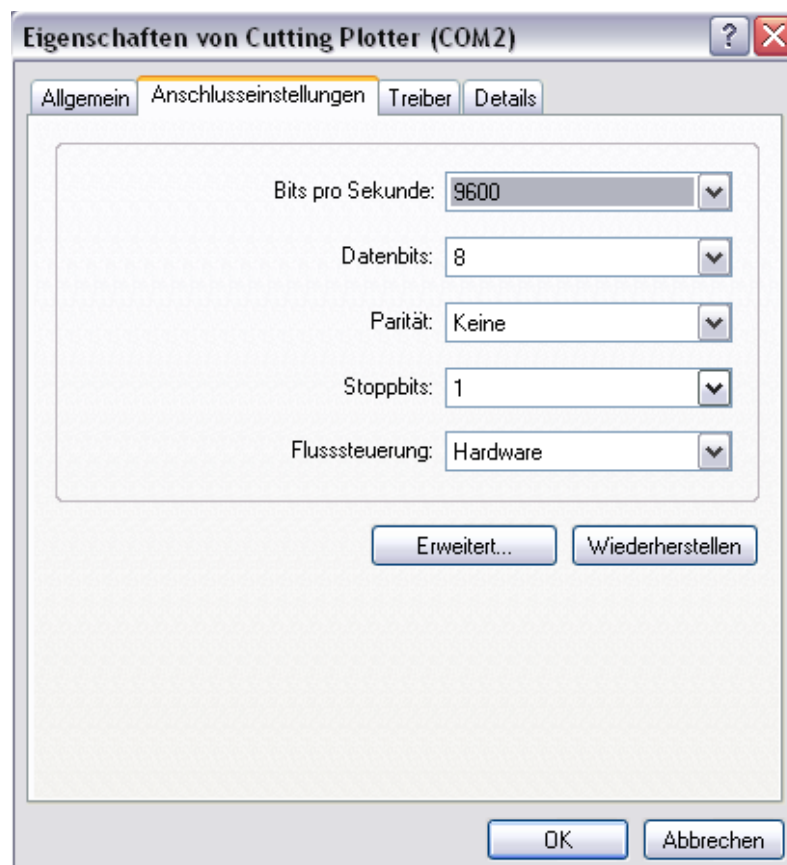 Eigenschaften von Cutting Plotter (COM2)
Allgemein Anschlusseinstellungen Treiber Details
Bits pro Sekunde: 9600
Datenbits: 8
Parität: Keine
Stoppbits: 1
Flusssteuerung: Hardware
Erweitert... Wiederherstellen
OK Abbrechen